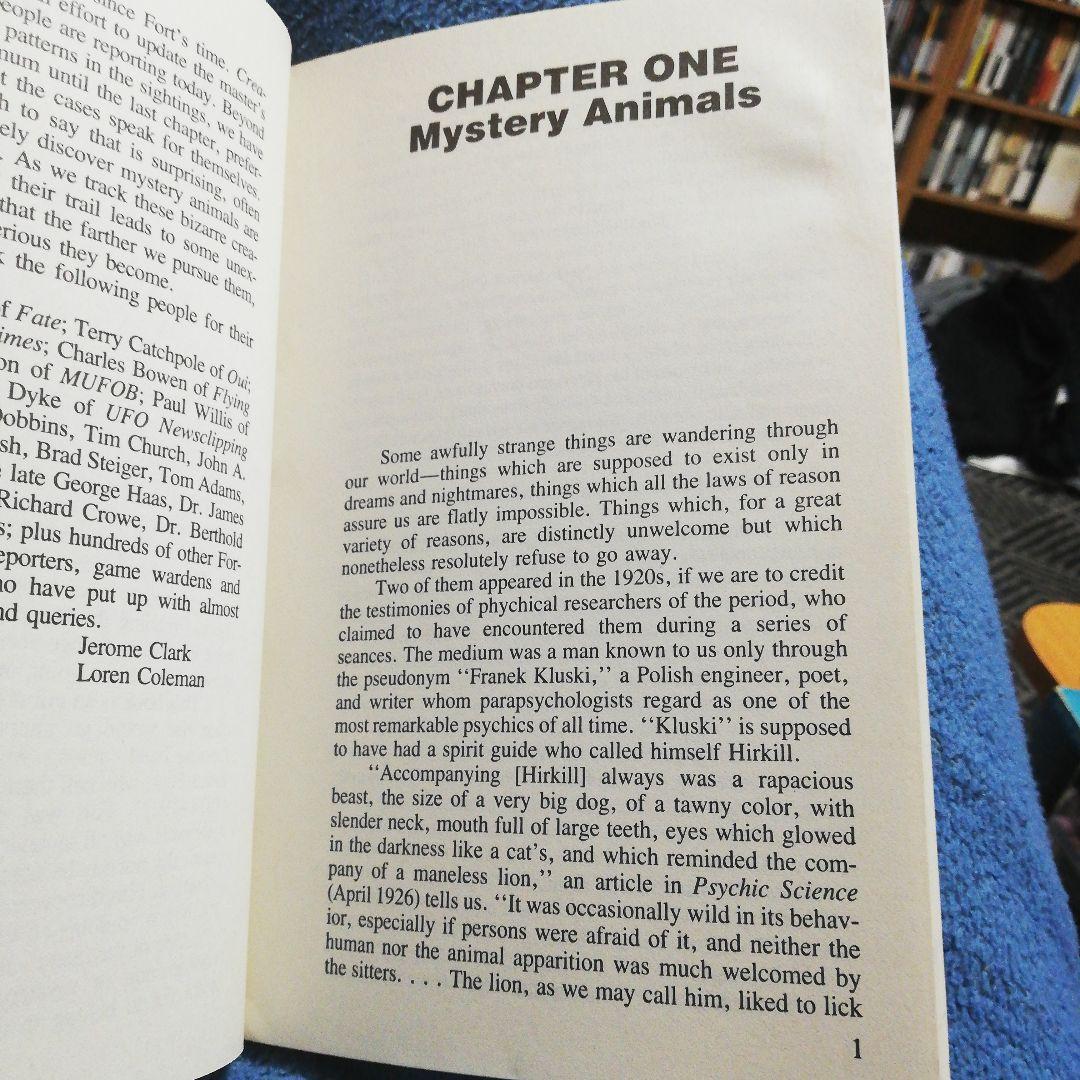 since Fort's time. Crea-
effort to update the master's
people are reporting today. Beyond
patterns in the sightings, we have
until the last chapter, prefer-
the cases speak for themselves.
to say that is surprising, often
discover mystery animals are
As we track these bizarre crea-
their trail leads to some unex-
that the farther we pursue them,
they become.
the following people for their
of Fate; Terry Catchpole of Oui;
Charles Bowen of Flying
of MUFOB; Paul Willis of
Dyke of UFO Newsclipping
Dobbins, Tim Church, John A.
Brad Steiger, Tom Adams,
late George Haas, Dr. James
Richard Crowe, Dr. Berthold
plus hundreds of other For-
reporters, game wardens and
have put up with almost
queries.
Jerome Clark
Loren Coleman
CHAPTER ONE
Mystery Animals
Some awfully strange things are wandering through
our world—things which are supposed to exist only in
dreams and nightmares, things which all the laws of reason
assure us are flatly impossible. Things which, for a great
variety of reasons, are distinctly unwelcome but which
nonetheless resolutely refuse to go away.
Two of them appeared in the 1920s, if we are to credit
the testimonies of phychical researchers of the period, who
claimed to have encountered them during a series of
seances. The medium was a man known to us only through
the pseudonym "Franek Kluski," a Polish engineer, poet,
and writer whom parapsychologists regard as one of the
most remarkable psychics of all time. "Kluski" is supposed
to have had a spirit guide who called himself Hirkill.
"Accompanying [Hirkill] always was a rapacious
beast, the size of a very big dog, of a tawny color, with
slender neck, mouth full of large teeth, eyes which glowed
in the darkness like a cat's, and which reminded the com-
pany of a maneless lion," an article in Psychic Science
(April 1926) tells us. "It was occasionally wild in its behav-
ior, especially if persons were afraid of it, and neither the
human nor the animal apparition was much welcomed by
the sitters. . . . The lion, as we may call him, liked to lick
1